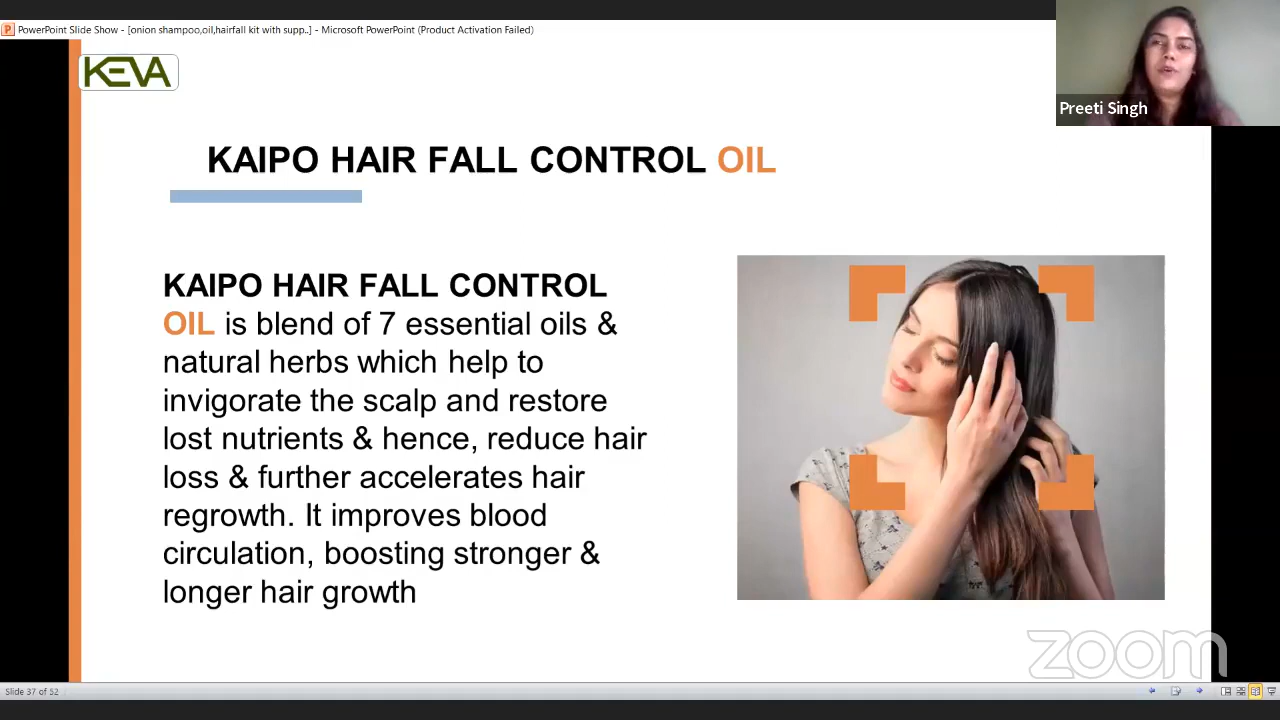 PowerPoint Slide Show - [onion shampoo,oil,hairfall kit with supp..] - Microsoft PowerPoint (Product Activation Failed)
KEVA
Preeti Singh
KAIPO HAIR FALL CONTROL OIL
KAIPO HAIR FALL CONTROL
OIL is blend of 7 essential oils &
natural herbs which help to
invigorate the scalp and restore
lost nutrients & hence, reduce hair
loss & further accelerates hair
regrowth. It improves blood
circulation, boosting stronger &
longer hair growth
zoom
Slide 37 of 52